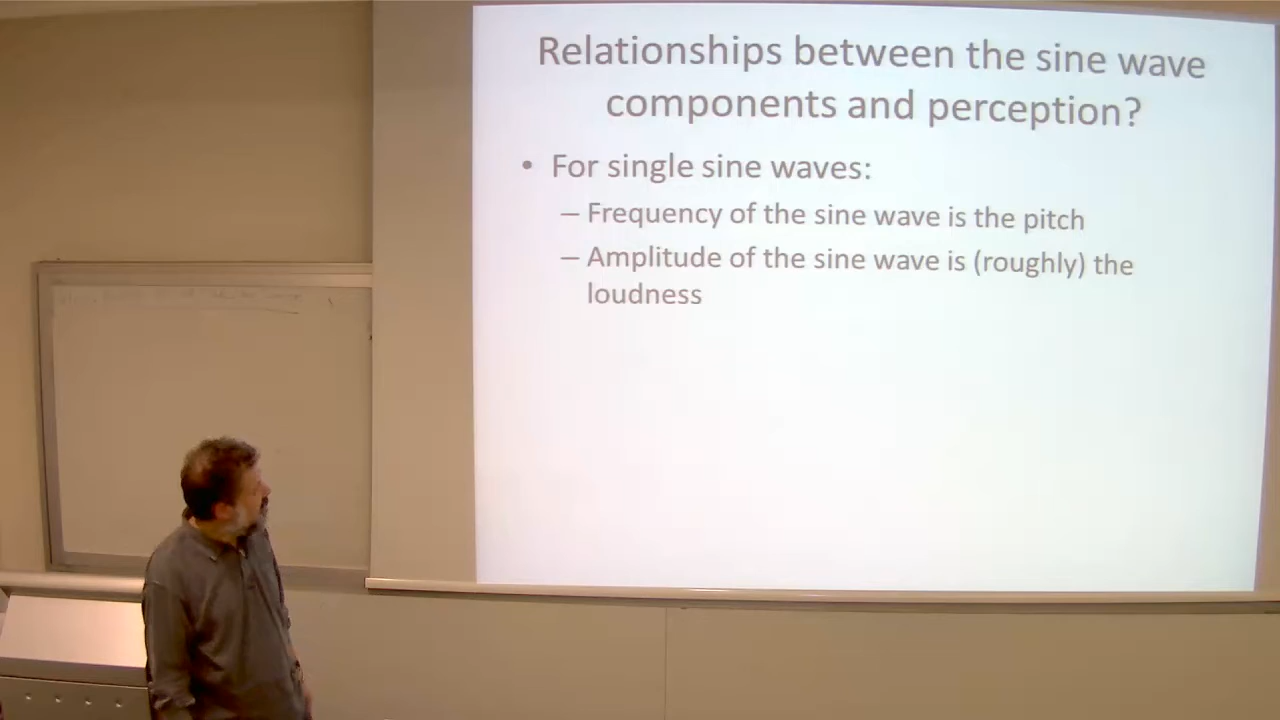 Relationships between the sine wave
components and perception?
• For single sine waves:
– Frequency of the sine wave is the pitch
– Amplitude of the sine wave is (roughly) the
loudness